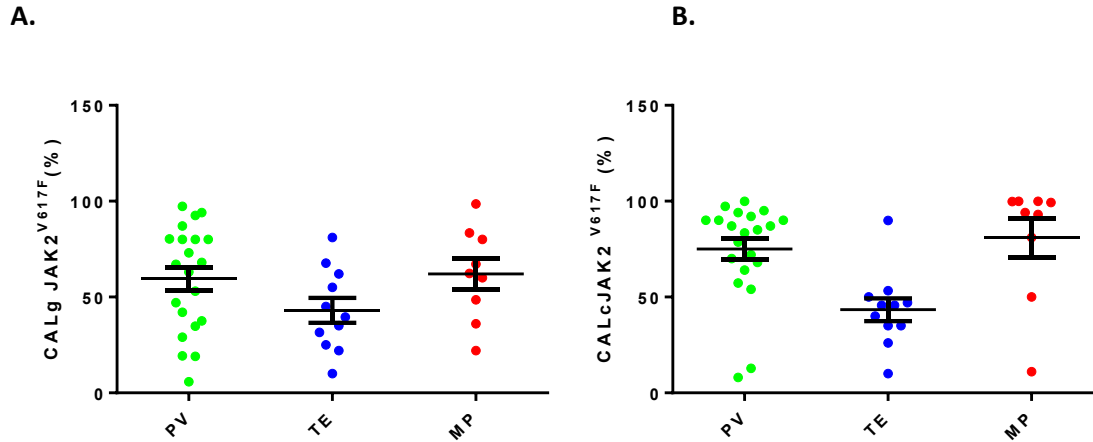 A.
B.
CALg JAK2V617F(%)
150
100
50
0
PV
TE
MP
CALcJAK2 V617F (%)
150
100
50
0
PV
TE
MP